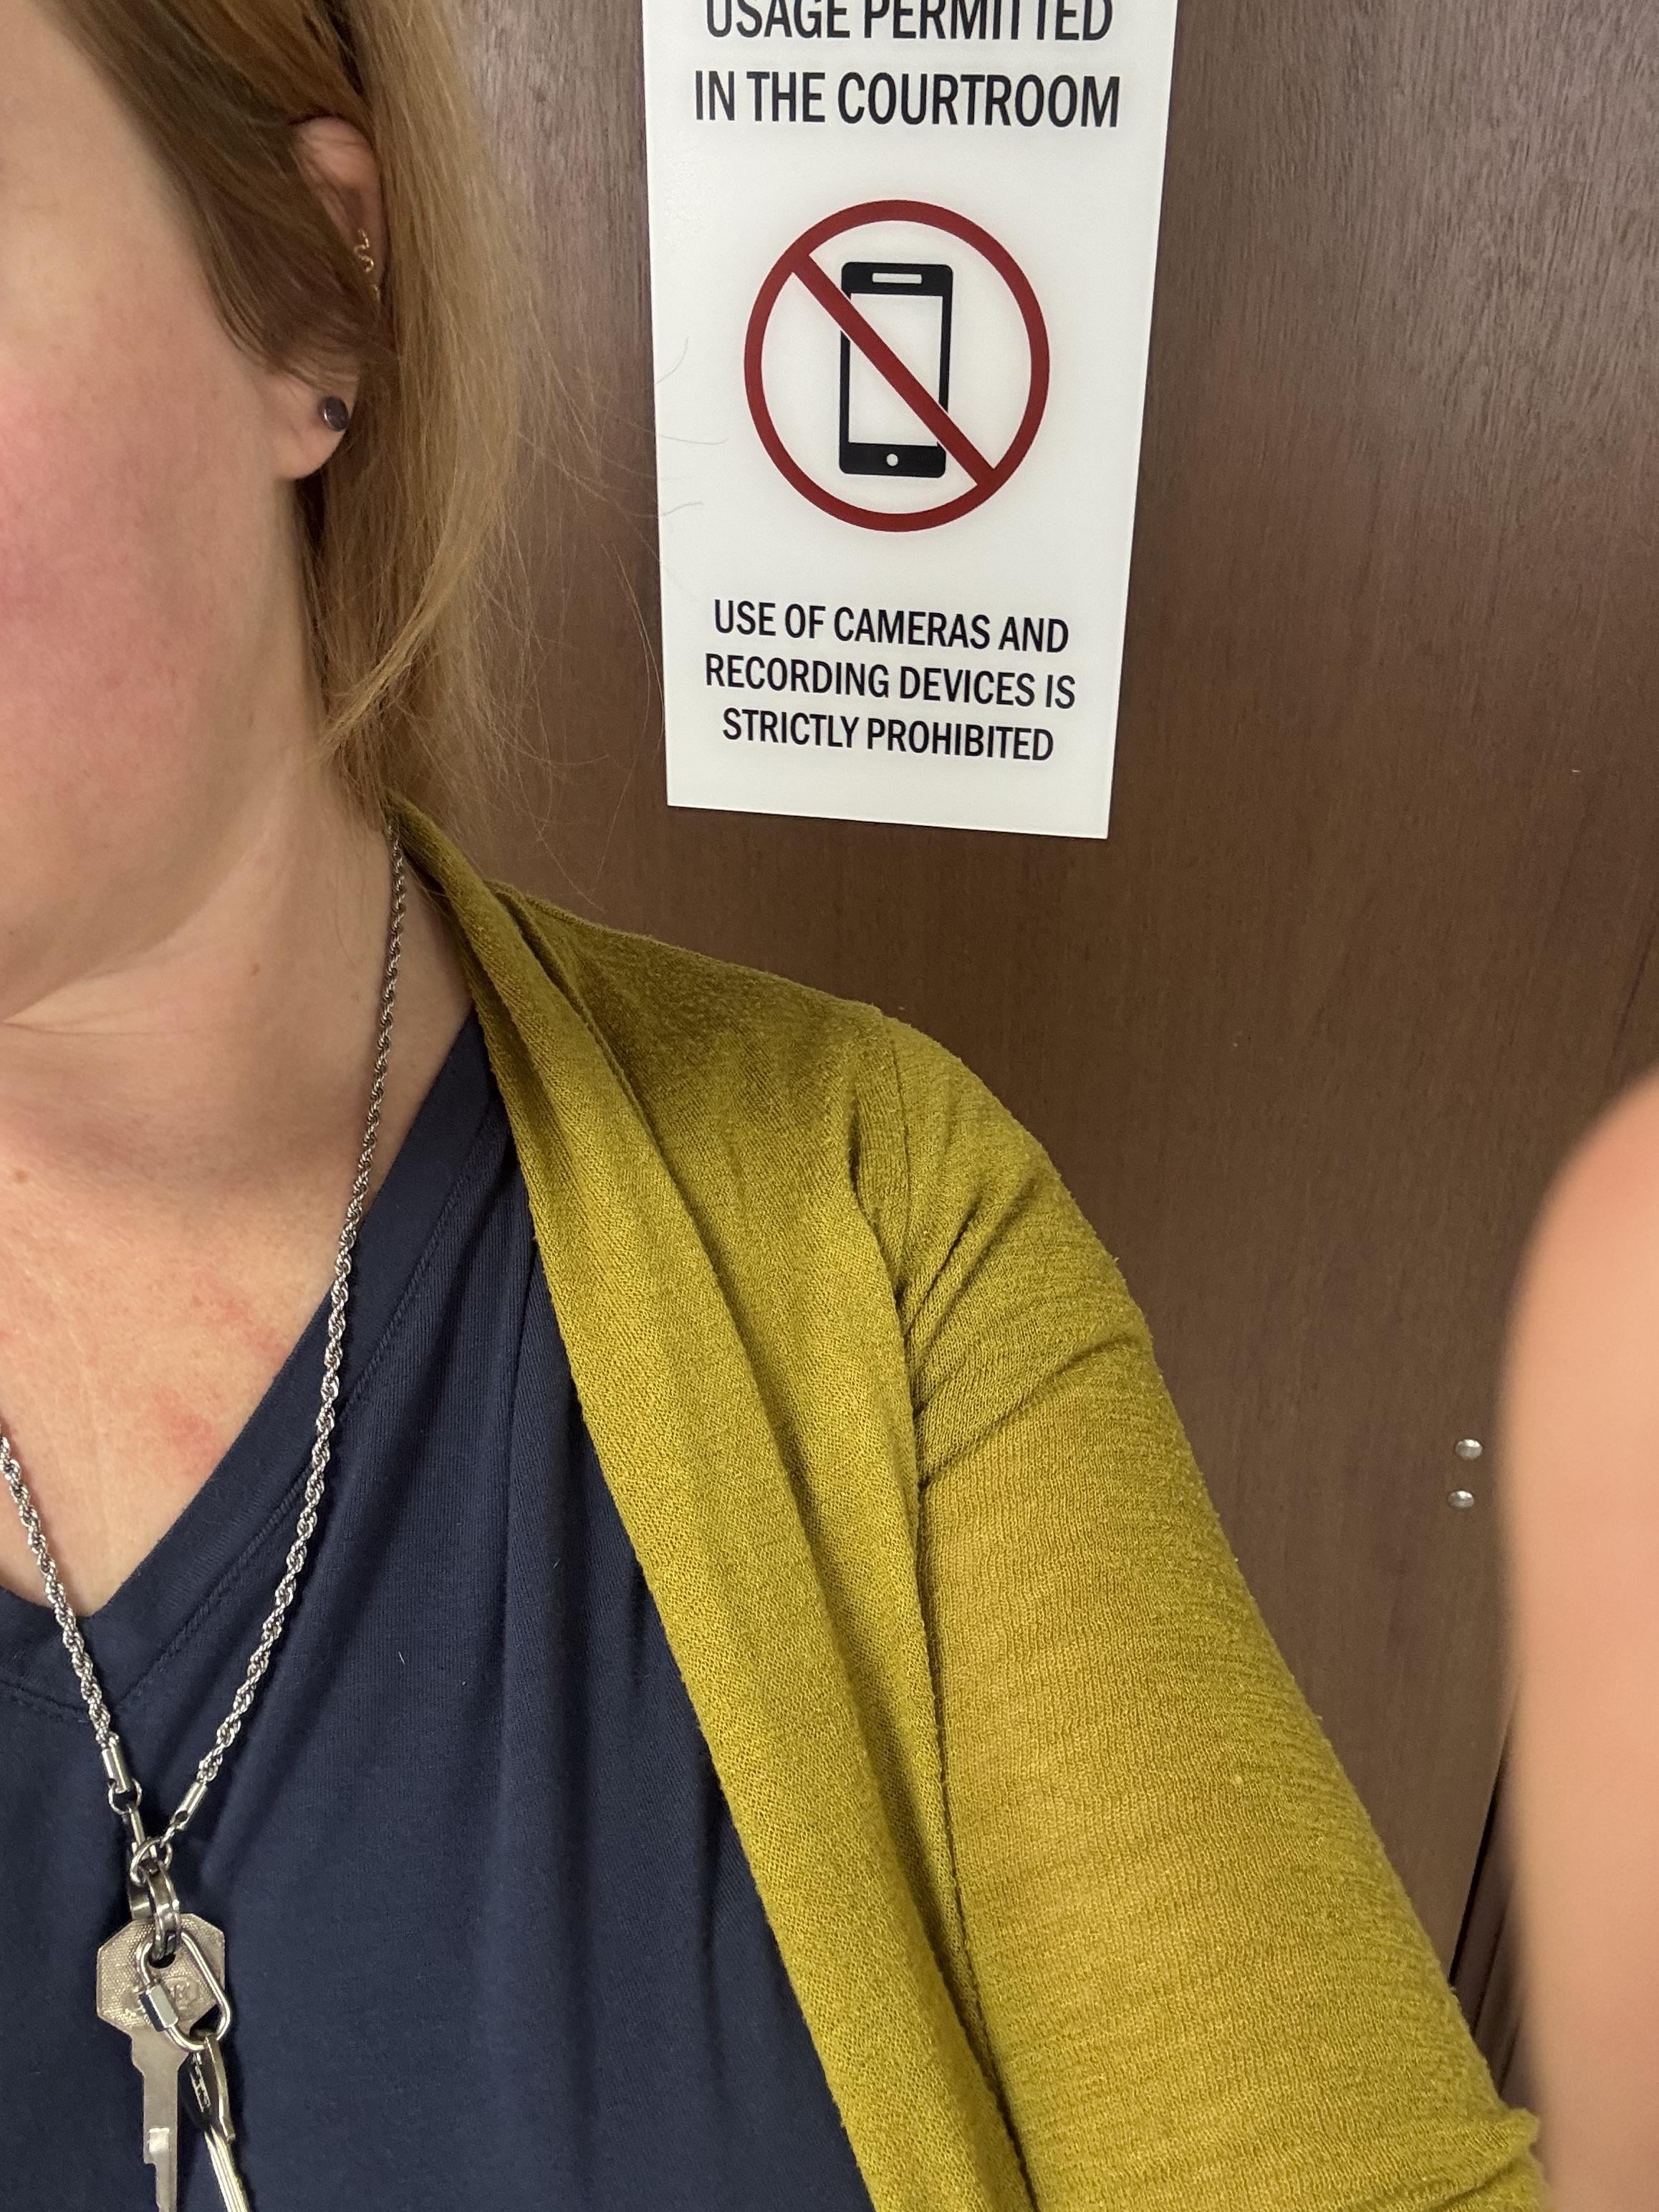 USAGE PERMITTED
IN THE COURTROOM
USE OF CAMERAS AND
RECORDING DEVICES IS
STRICTLY PROHIBITED